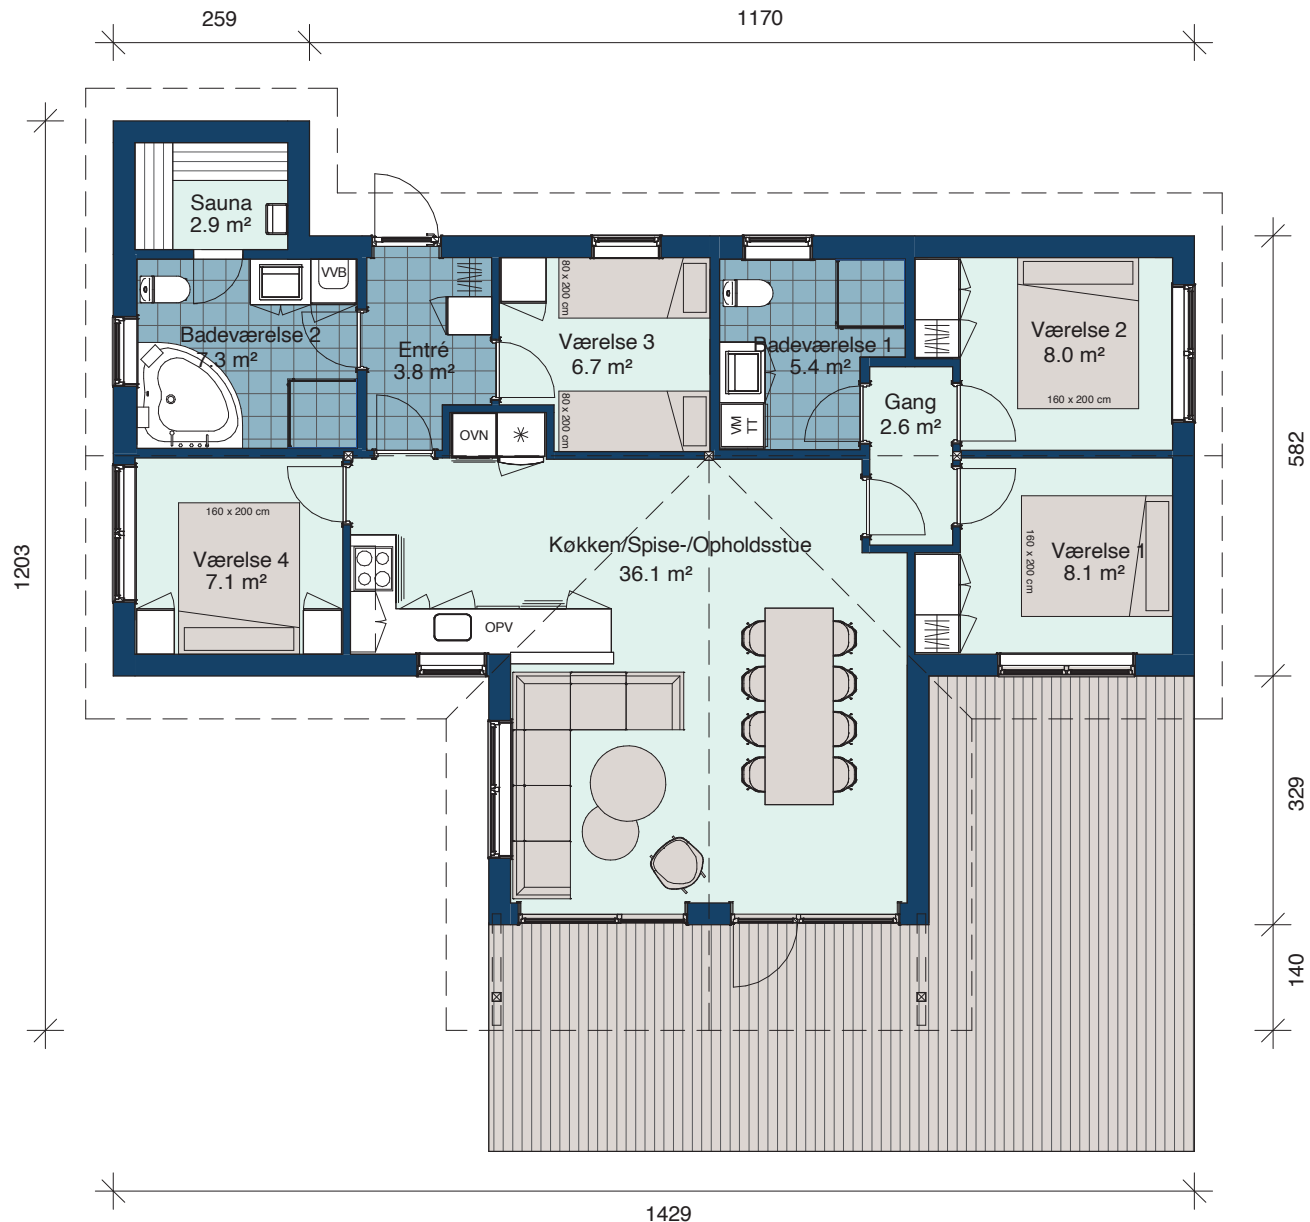 259
1170
Sauna
2.9 m²
VVB
80 x 200 cm
Badeværelse 2
7.3 m²
Entré
3.8 m²
Værelse 3
6.7 m²
Badeværelse 1
5.4 m²
Værelse 2
8.0 m²
160 x 200 cm
80 x 200 cm
OVN
VM
TT
Gang
2.6 m²
582
160 x 200 cm
Køkken/Spise-/Opholdsstue
36.1 m²
Værelse 4
7.1 m²
160 x 200 cm
Værelse 1
8.1 m²
1203
OPV
329
140
1429